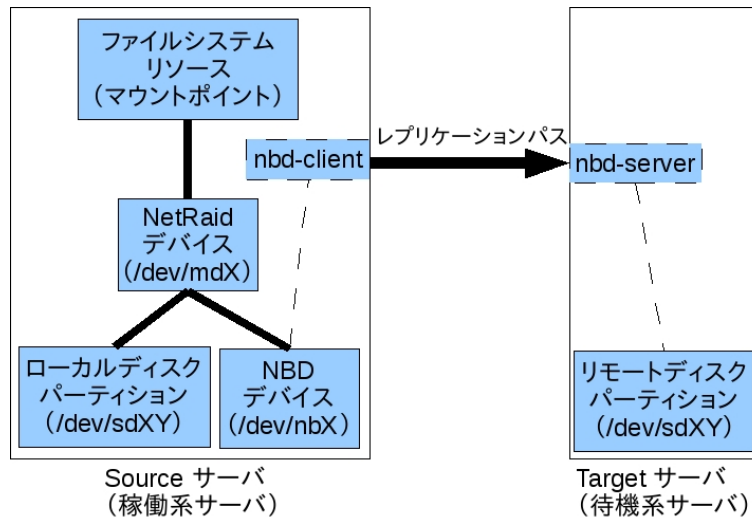 ファイルシステム
リソース
（マウントポイント）
nbd-client
レプリケーションパス
nbd-server
NetRaid
デバイス
（/dev/mdX）
ローカルディスク
パーティション
（/dev/sdXY）
NBD
デバイス
（/dev/nbX）
リモートディスク
パーティション
（/dev/sdXY）
Source サーバ
（稼働系サーバ）
Target サーバ
（待機系サーバ）